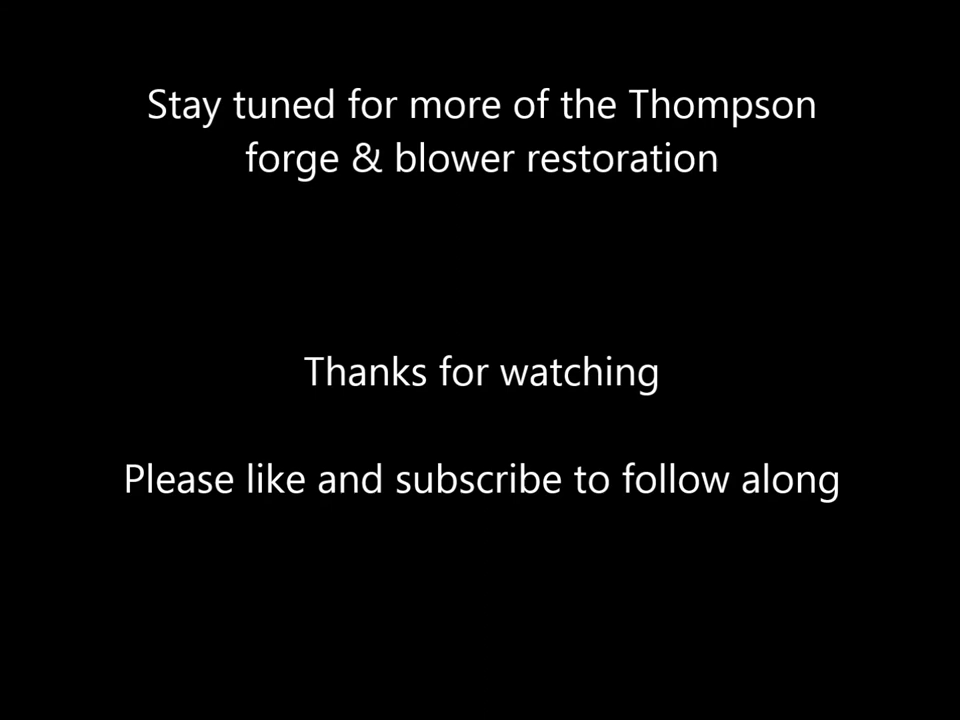 Stay tuned for more of the Thompson
forge & blower restoration
Thanks for watching
Please like and subscribe to follow along